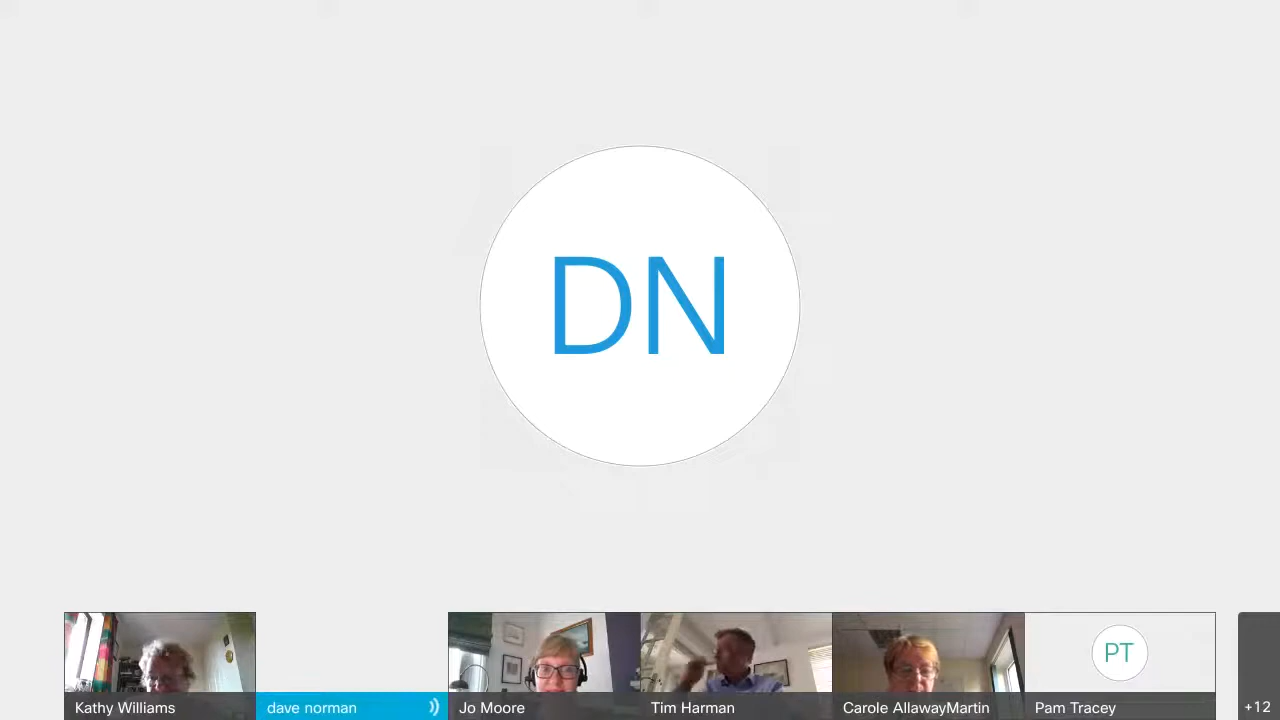 DN
Kathy Williams
dave norman
Jo Moore
Tim Harman
Carole AllawayMartin
PT
Pam Tracey
+12